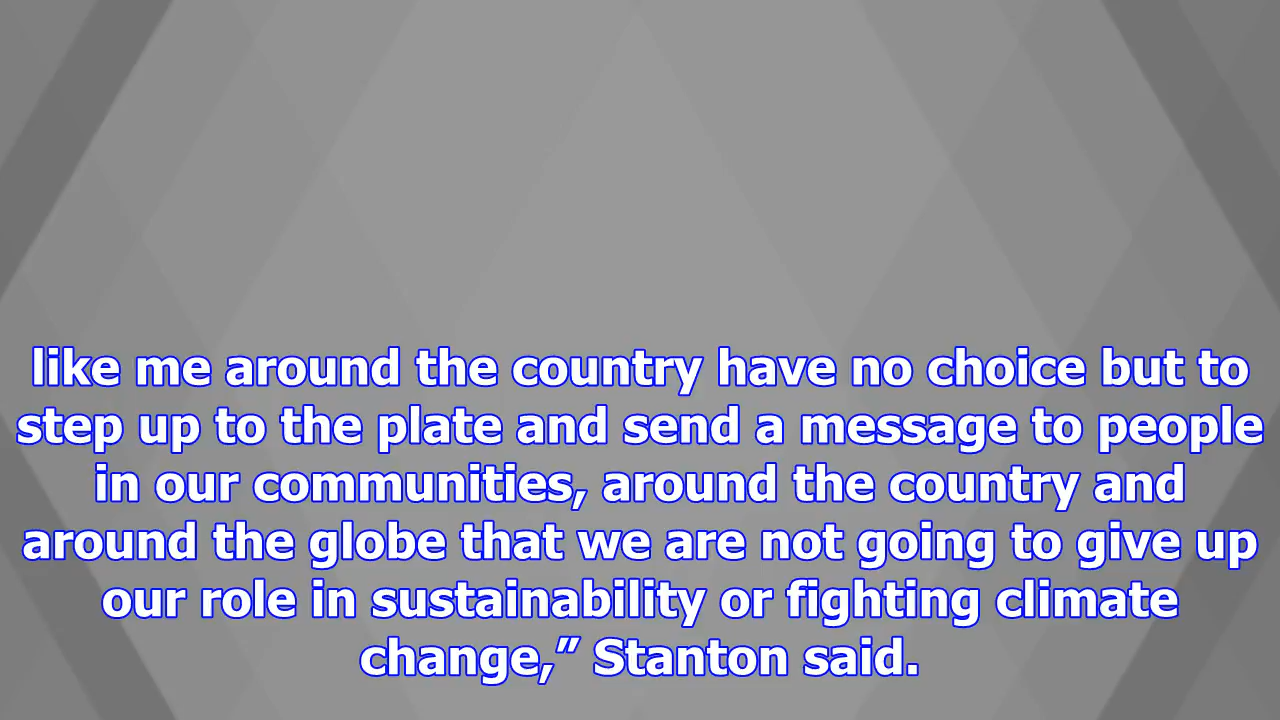 like me around the country have no choice but to
step up to the plate and send a message to people
in our communities, around the country and
around the globe that we are not going to give up
our role in sustainability or fighting climate
change,” Stanton said.